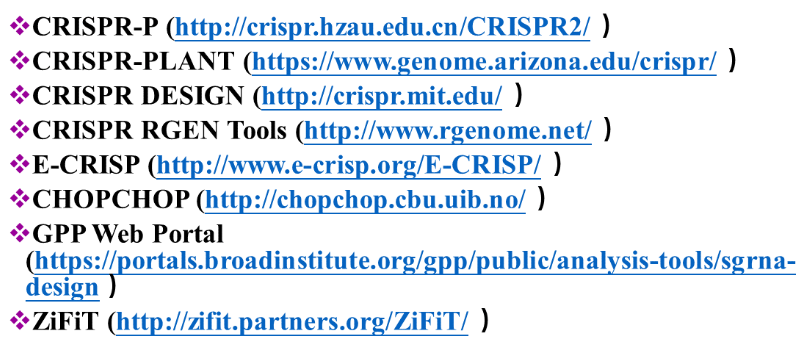 ❖CRISPR-P (http://crispr.hzau.edu.cn/CRISPR2/ )
❖CRISPR-PLANT (https://www.genome.arizona.edu/crispr/ )
❖CRISPR DESIGN (http://crispr.mit.edu/ )
❖CRISPR RGEN Tools (http://www.rgenome.net/ )
❖E-CRISP (http://www.e-crisp.org/E-CRISP/ )
❖CHOPCHOP (http://chopchop.cbu.uib.no/ )
❖GPP Web Portal
(https://portals.broadinstitute.org/gpp/public/analysis-tools/sgrna-
design )
❖ZiFiT (http://zifit.partners.org/ZiFiT/ )